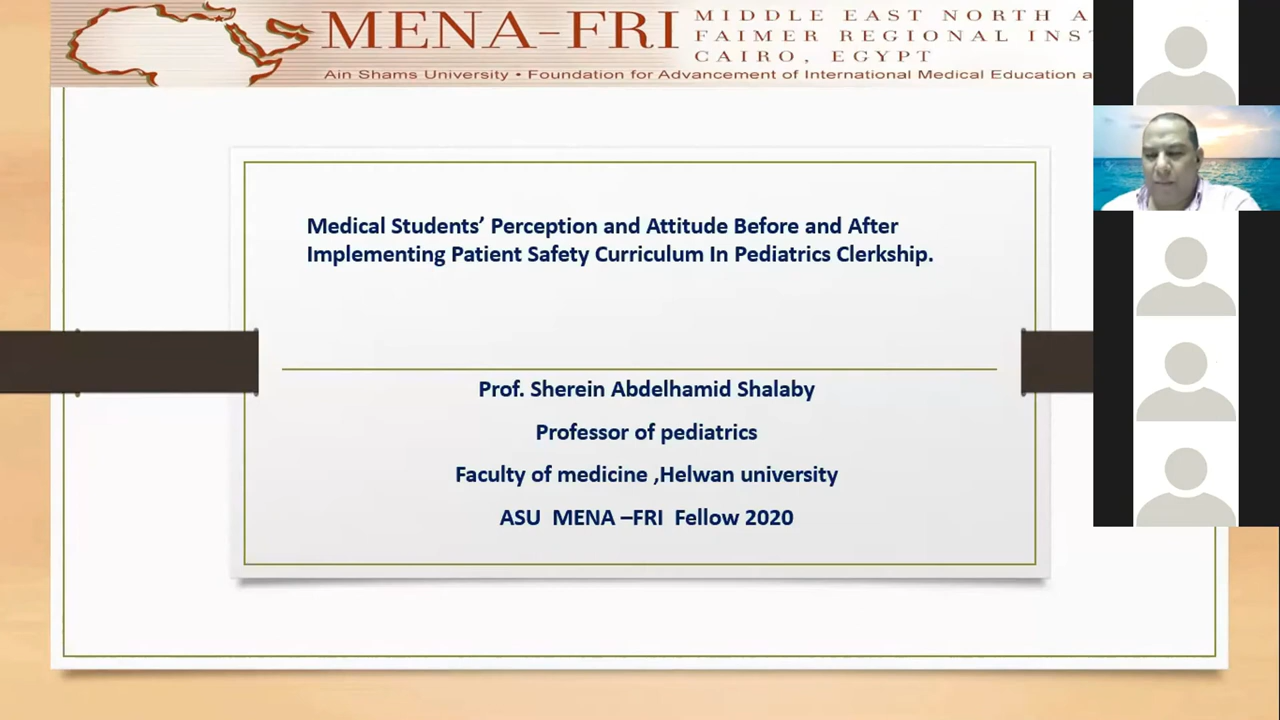 MENA-FRI
MIDDLE EAST NORTH A
FAIMER REGIONAL INS
CAIRO, EGYPT
Ain Shams University • Foundation for Advancement of International Medical Education a
Medical Students’ Perception and Attitude Before and After
Implementing Patient Safety Curriculum In Pediatrics Clerkship.
Prof. Sherein Abdelhamid Shalaby
Professor of pediatrics
Faculty of medicine ,Helwan university
ASU MENA –FRI Fellow 2020